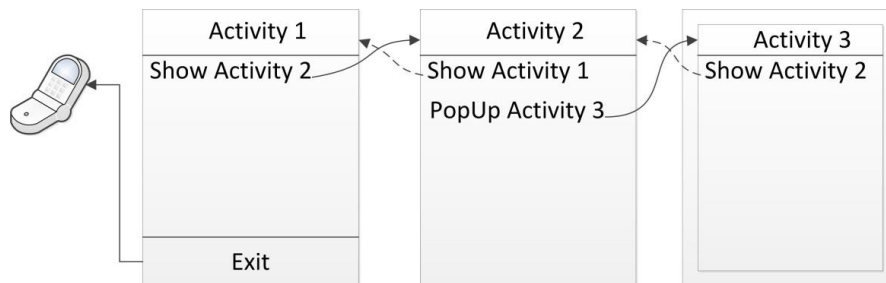 Activity 1
Show Activity 2
Exit
Activity 2
Show Activity 1
PopUp Activity 3
Activity 3
Show Activity 2